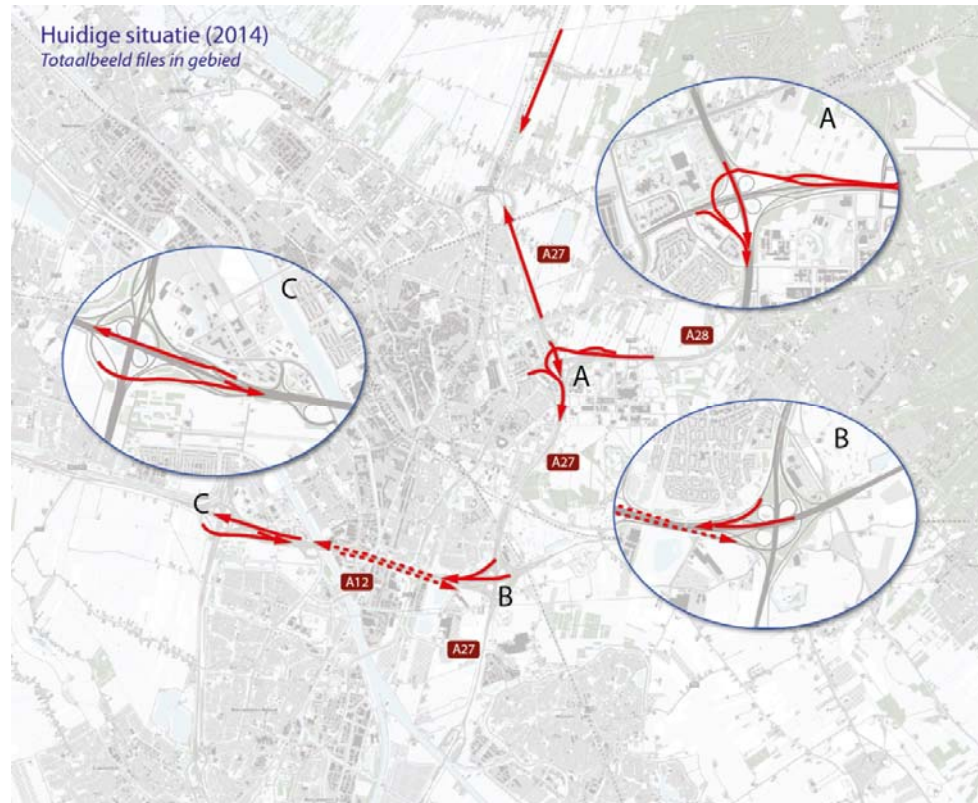 Huidige situatie (2014)
Totaalbeeld files in gebied
A
A27
C
A28
A
B
A27
C
A12
B
A27